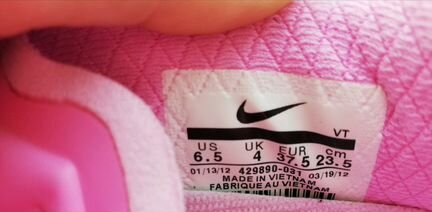 VT
US UK EUR cm
6.5 4 37.5 23.5
01/13/12 429890-031 03/19/12
MADE IN VIETNAM
FABRIQUE AU VIETNAM